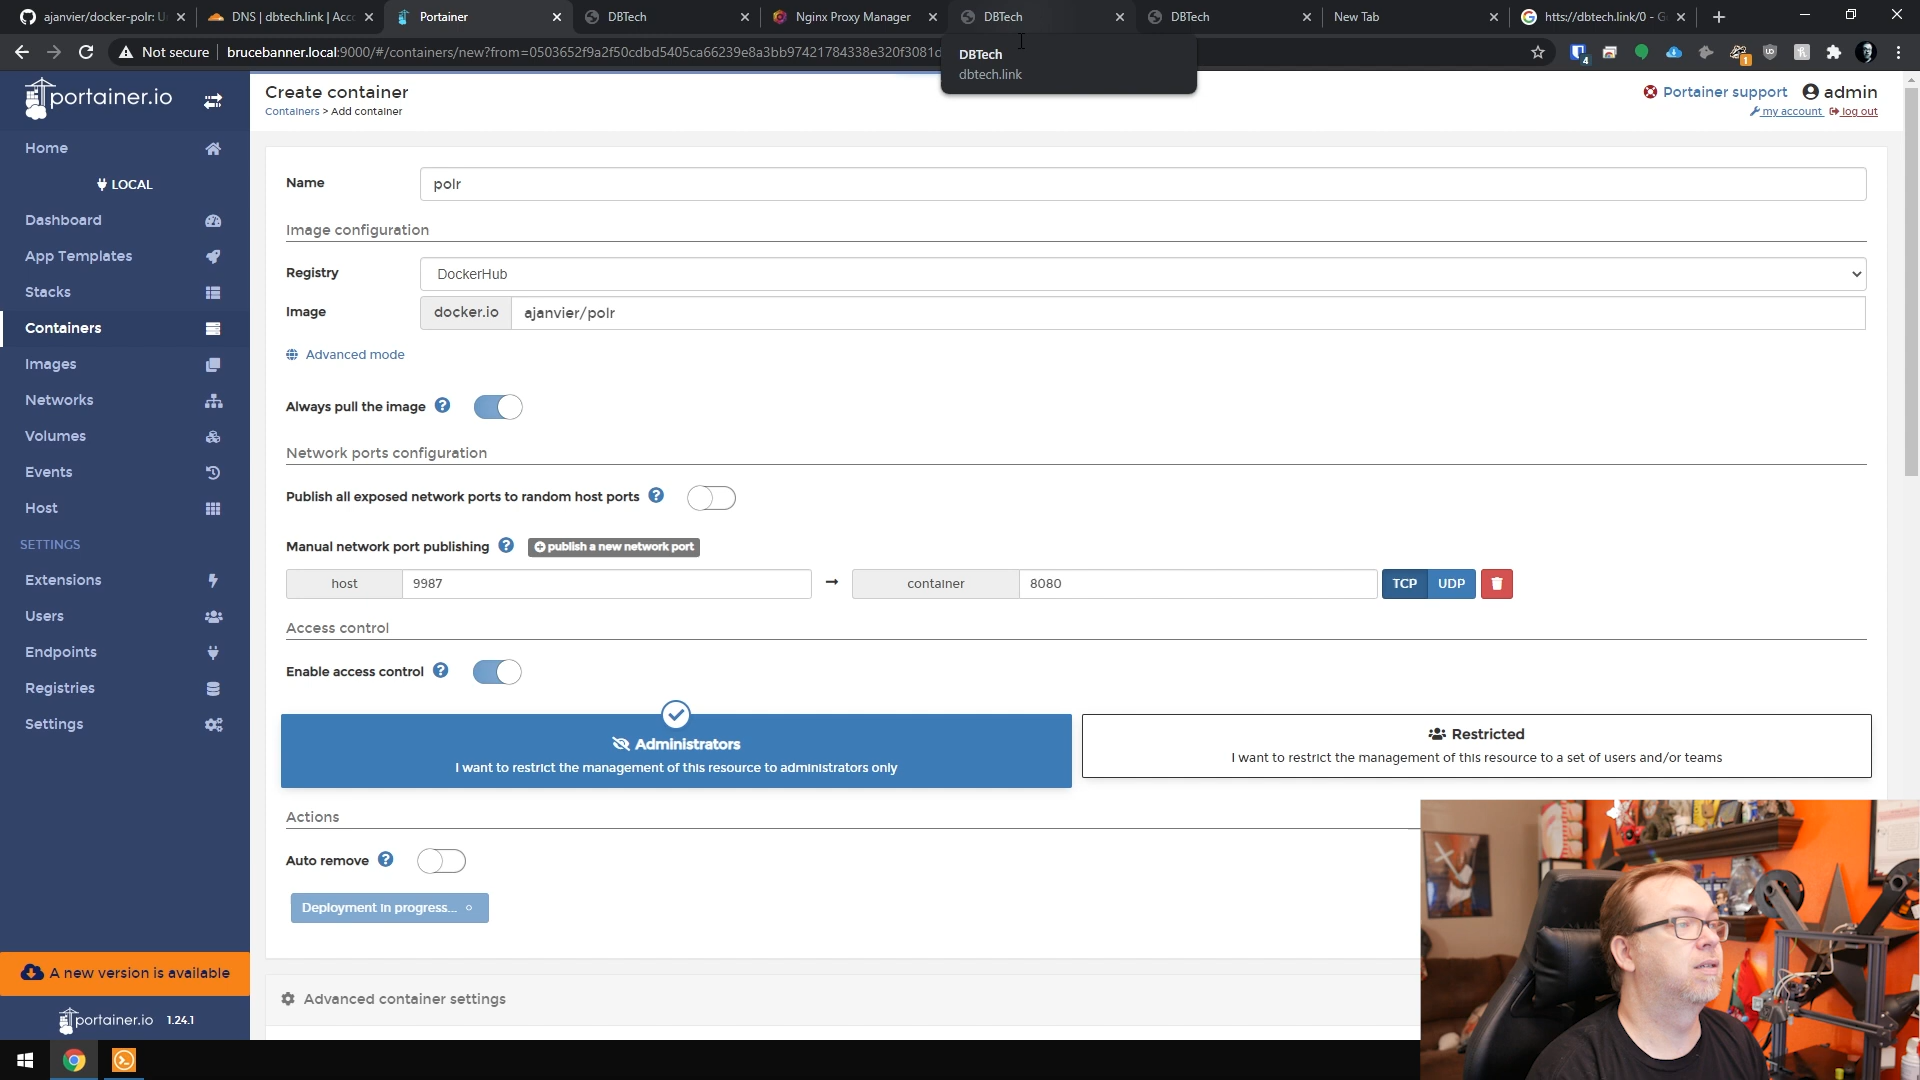 ajanvier/docker-polr: U
DNS | dbtech.link | Acc
Portainer
DBTech
Nginx Proxy Manager
DBTech
DBTech
New Tab
htts://dbtech.link/0 - G
Not secure
brucebanner.local:9000/#/containers/new?from=0503652f9a2f50cdbd5405ca66239e8a3bb97421784338e320f3081d
DBTech
dbtech.link
4
1
portainer.io
Create container
Containers > Add container
Portainer support
admin
my account
log out
Home
LOCAL
Dashboard
App Templates
Stacks
Containers
Images
Networks
Volumes
Events
Host
SETTINGS
Extensions
Users
Endpoints
Registries
Settings
A new version is available
portainer.io 1.24.1
Name
polr
Image configuration
Registry
DockerHub
Image
docker.io
ajanvier/polr
Advanced mode
Always pull the image
Network ports configuration
Publish all exposed network ports to random host ports
Manual network port publishing
publish a new network port
host
9987
container
8080
TCP
UDP
Access control
Enable access control
Administrators
I want to restrict the management of this resource to administrators only
Restricted
I want to restrict the management of this resource to a set of users and/or teams
Actions
Auto remove
Deployment in progress...
Advanced container settings